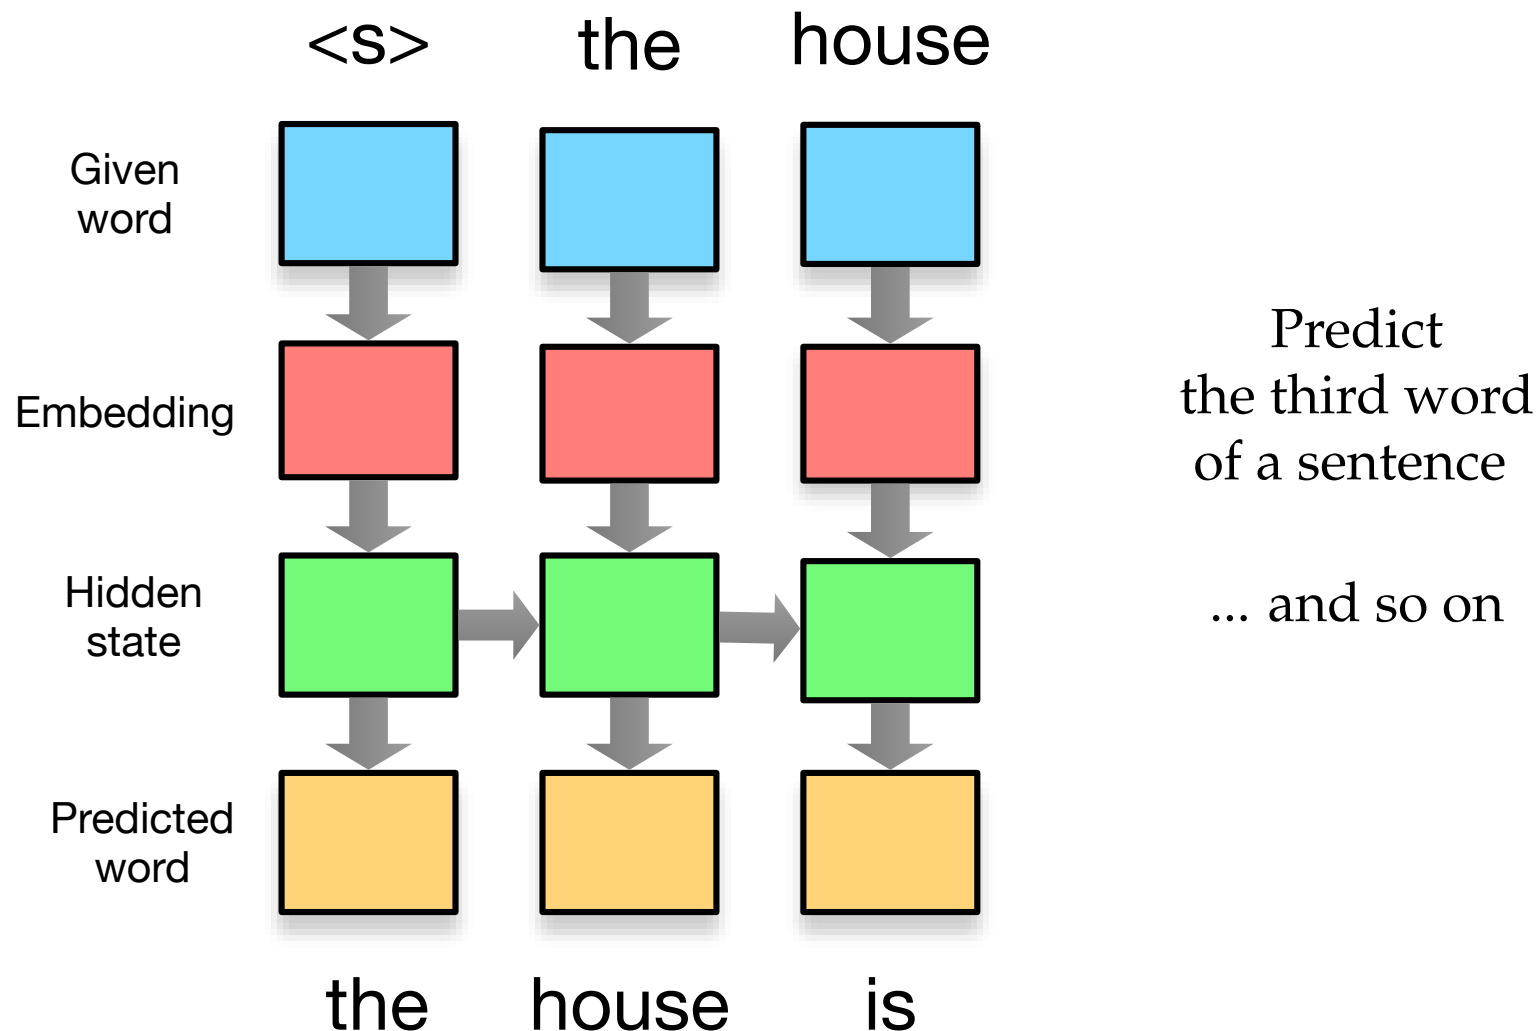 <s> the house
Given
word
Embedding
Hidden
state
Predicted
word
the house is
Predict
the third word
of a sentence
... and so on